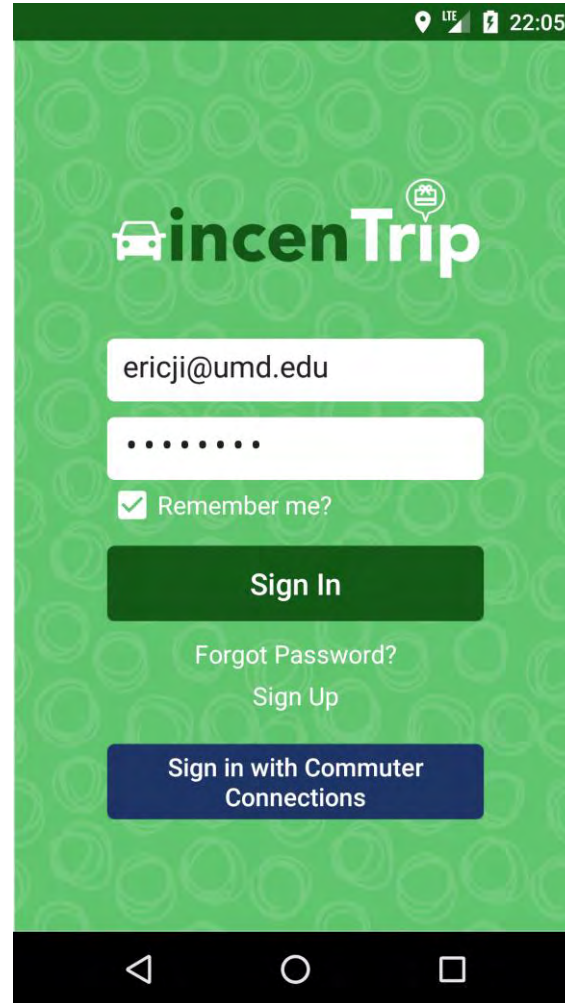 LTE 22:05
incenTrip
ericji@umd.edu
••••••••
Remember me?
Sign In
Forgot Password?
Sign Up
Sign in with Commuter
Connections